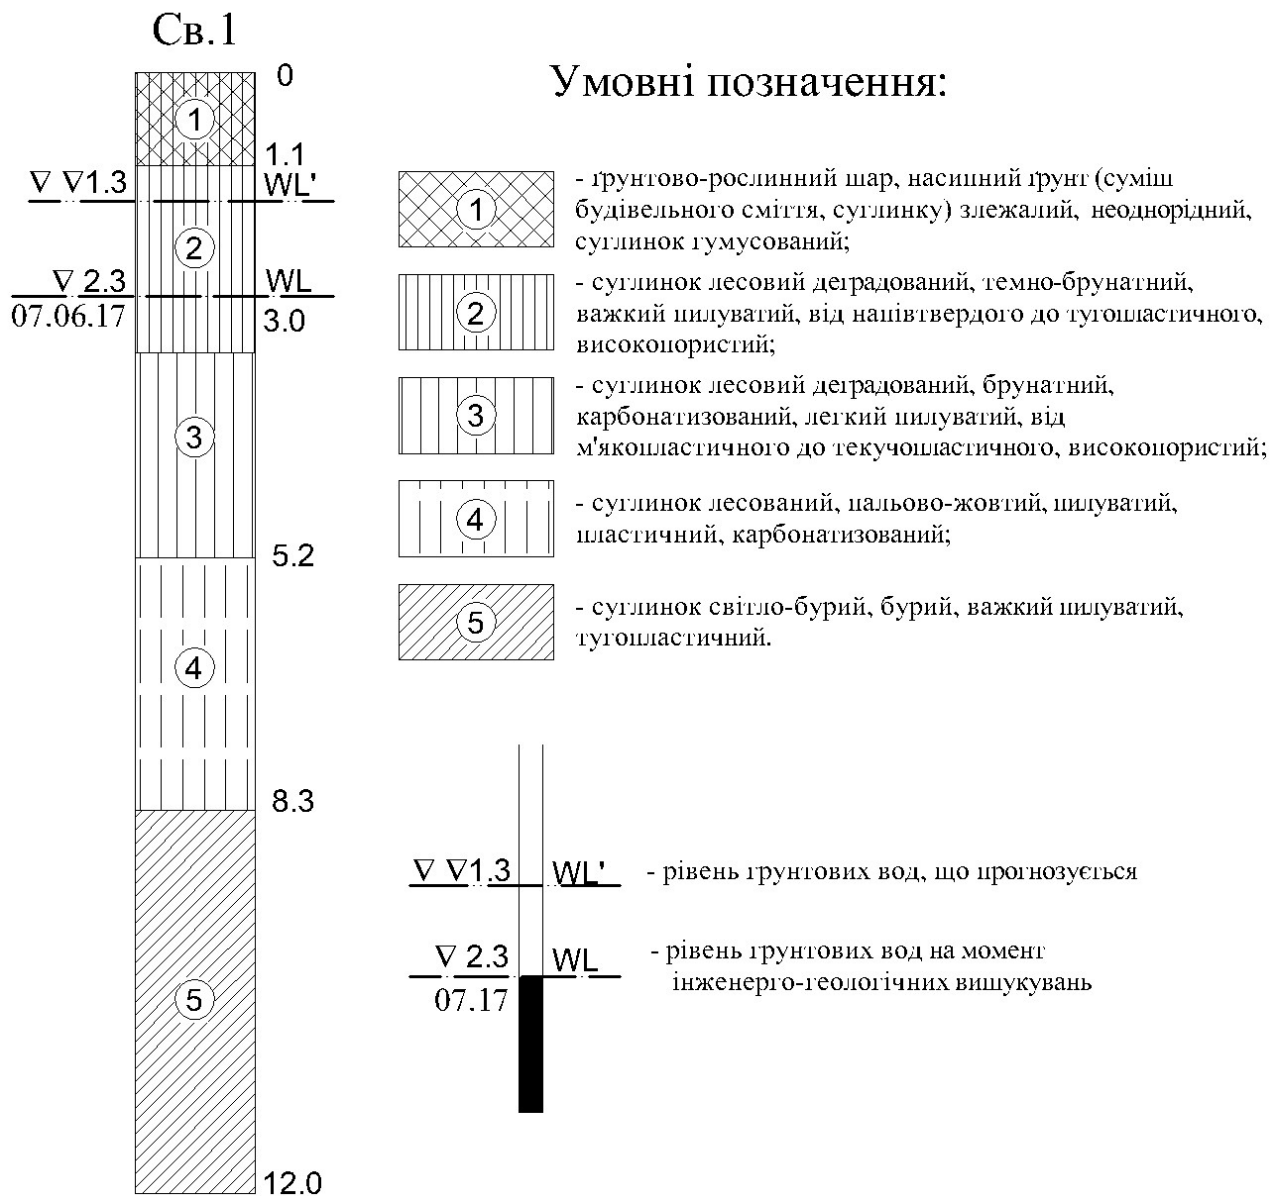 Св.1
0
Умовні позначення:
1
1.1
∇ ∇1.3
WL'
2
∇ 2.3
WL
07.06.17
3.0
3
5.2
4
8.3
5
12.0
1
- ґрунтово-рослинний шар, насипний ґрунт (суміш
будівельного сміття, суглинку) злежалий, неоднорідний,
суглинок гумусований;
2
- суглинок лесовий деградований, темно-брунатний,
важкий пилуватий, від напівтвердого до тугопластичного,
високопористий;
3
- суглинок лесовий деградований, брунатний,
карбонатизований, легкий пилуватий, від
м'якопластичного до текучопластичного, високопористий;
4
- суглинок лесований, пальово-жовтий, пилуватий,
пластичний, карбонатизований;
5
- суглинок світло-бурий, бурий, важкий пилуватий,
тугопластичний.
∇ ∇1.3 WL' - рівень ґрунтових вод, що прогнозується
∇ 2.3 WL - рівень ґрунтових вод на момент
07.17 інженерго-геологічних вишукувань